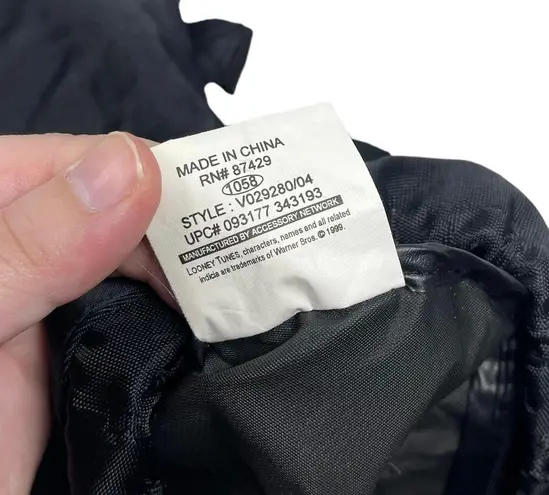 MADE IN CHINA
RN# 87429
1058
STYLE : V029280/04
UPC# 093177 343193
MANUFACTURED BY ACCESSORY NETWORK
LOONEY TUNES, characters, names and all related
indicia are trademarks of Warner Bros. © 1999.